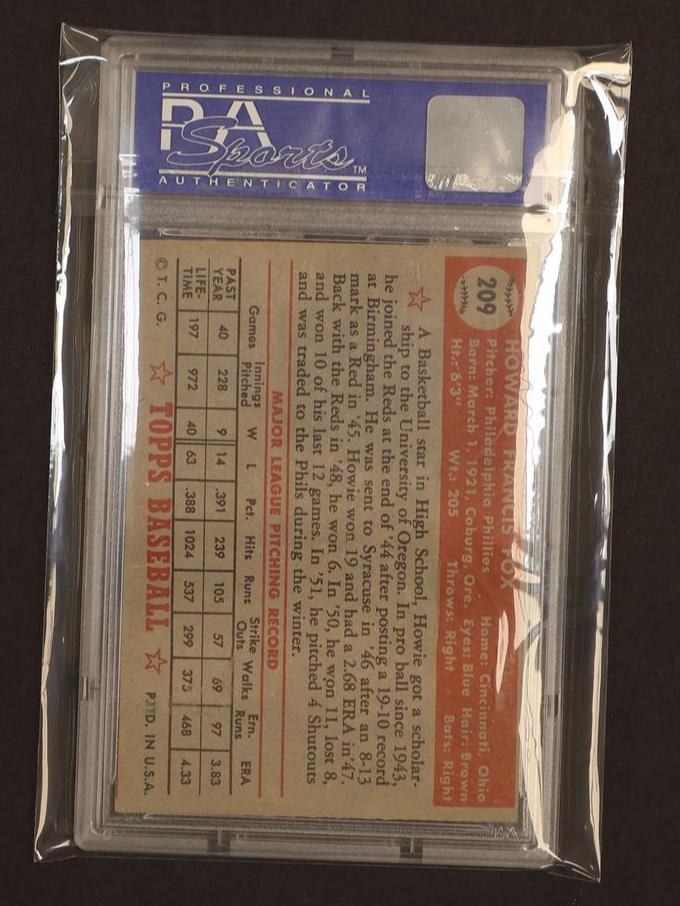 PROFESSIONAL
PSA
Sports™
AUTHENTICATOR
209
HOWARD FRANCIS FOX
Pitcher: Philadelphia Phillies Home: Cincinnati, Ohio
Born: March 1, 1921, Coburg, Ore. Eyes: Blue Hair: Brown
Ht.: 6'3" Wt.: 205 Throws: Right Bats: Right
A Basketball star in High School, Howie got a scholar-
ship to the University of Oregon. In pro ball since 1943,
he joined the Reds at the end of '44 after posting a 19-10 record
at Birmingham. He was sent to Syracuse in '46 after an 8-13
mark as a Red in '45. Howie won 19 and had a 2.68 ERA in '47.
Back with the Reds in '48, he won 6. In '50, he won 11, lost 8,
and won 10 of his last 12 games. In '51, he pitched 4 Shutouts
and was traded to the Phils during the winter.
MAJOR LEAGUE PITCHING RECORD
Games Innings Pitched W L Pct. Hits Runs Strike Outs Walks Ern. Runs ERA
PAST YEAR 40 228 9 14 .391 239 105 57 69 97 3.83
LIFE-TIME 197 972 40 63 .388 1024 537 299 375 468 4.33
© T. C. G. TOPPS BASEBALL PRTD. IN U.S.A.